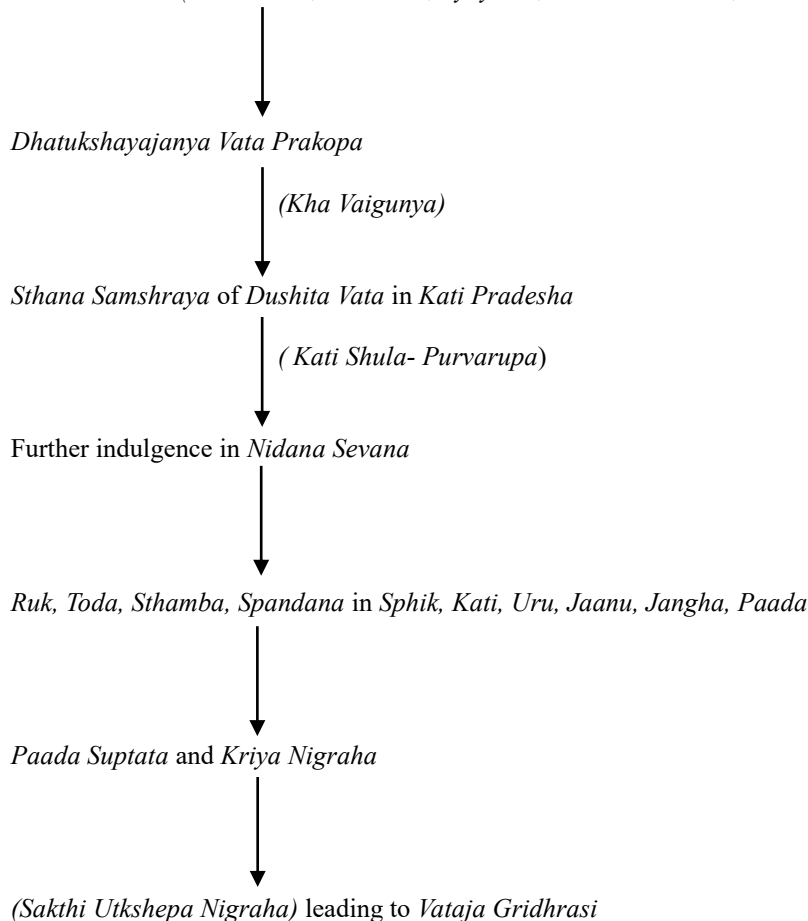 Dhatukshayajanya Vata Prakopa
(Kha Vaigunya)
Sthana Samshraya of Dushita Vata in Kati Pradesha
( Kati Shula- Purvarupa)
Further indulgence in Nidana Sevana
Ruk, Toda, Sthamba, Spandana in Sphik, Kati, Uru, Jaanu, Jangha, Paada
Paada Suptata and Kriya Nigraha
(Sakthi Utkshepa Nigraha) leading to Vataja Gridhrasi